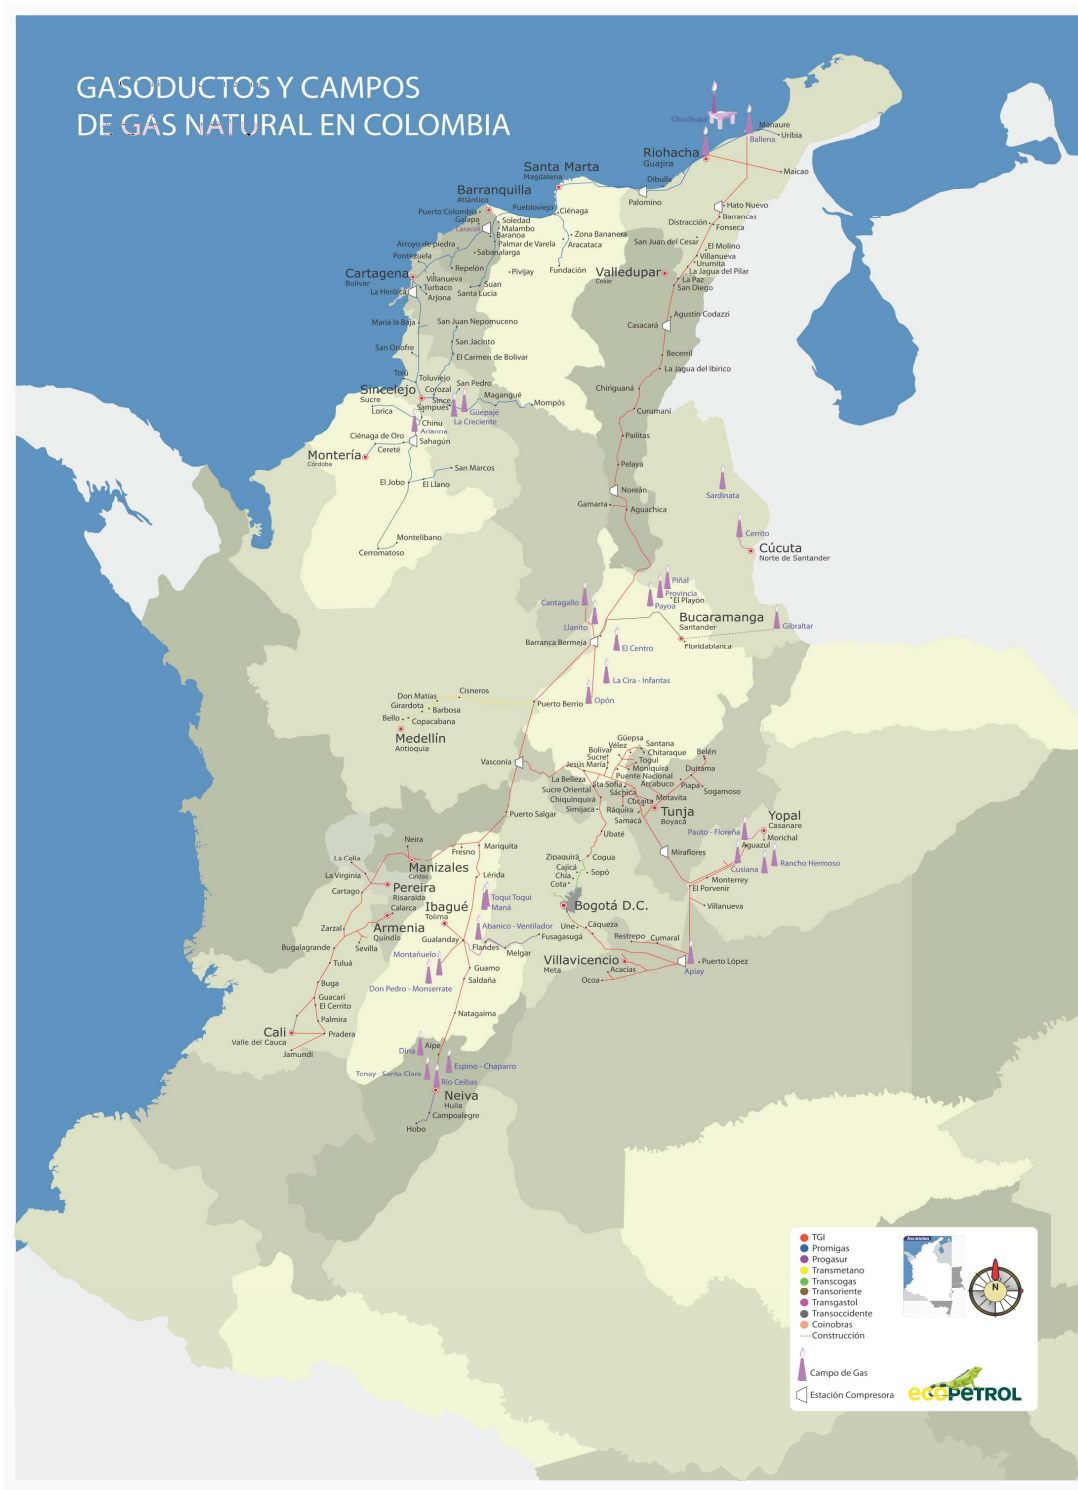 GASODUCTOS Y CAMPOS
DE GAS NATURAL EN COLOMBIA
Chuchupa
Ballena
Manaure
Uribia
Riohacha
Guajira
Maicao
Santa Marta
Magdalena
Dibulla
Palomino
Barranquilla
Atlántico
Hato Nuevo
Puerto Colombia
Puebloviejo
Ciénaga
Barrancas
Galapa
Soledad
Distracción
Fonseca
Caracoli
Malambo
Baranoa
Zona Bananera
San Juan del Cesar
El Molino
Arroyo de piedra
Palmar de Varela
Aracataca
Sabanalarga
Villanueva
Pontezuela
Urumita
Repelón
Pivijay
Fundación
La Jagua del Pilar
Cartagena
Bolivar
Villanueva
Valledupar
Cesar
La Paz
Turbaco
Suan
San Diego
La Heróica
Arjona
Santa Lucía
Agustín Codazzi
María la Baja
San Juan Nepomuceno
Casacará
San Jacinto
San Onofre
Becerril
El Carmen de Bolivar
La Jagua del Ibirico
Tolú
Toluviejo
Sincelejo
Sucre
San Pedro
Corozal
Chiriguaná
Since
Magangué
Mompós
Sampués
Lorica
Güepajé
Curumaní
La Creciente
Chinu
Arianna
Ciénaga de Oro
Sahagún
Pailitas
Cereté
Montería
Córdoba
San Marcos
Pelaya
El Jobo
El Llano
Noreán
Sardinata
Gamarra
Aguachica
Cerrito
Montelibano
Cerromatoso
Cúcuta
Norte de Santander
Piñal
Provincia
Cantagallo
El Playón
Payoa
Bucaramanga
Santander
Llanito
Gibraltar
Barranca Bermeja
El Centro
Floridablanca
La Cira - Infantas
Cisneros
Don Matías
Opón
Puerto Berrio
Girardota
Barbosa
Bello
Copacabana
Medellín
Antioquia
Güepsa
Vélez
Santana
Bolivar
Chitaraque
Belén
Sucre
Togui
Vasconia
Jesús María
Moniquirá
Duitama
La Belleza
Puente Nacional
Sta Sofía
Arcabuco
Paipa
Sucre Oriental
Sáchica
Sogamoso
Chiquinquirá
Cucaita
Motavita
Simijaca
Ráquira
Tunja
Boyacá
Samacá
Puerto Salgar
Yopal
Casanare
Pauto - Floreña
Ubaté
Morichal
Neira
Aguazul
Fresno
Mariquita
Miraflores
Zipaquirá
Cogua
Rancho Hermoso
La Celia
Manizales
Caldas
Cajicá
Sopó
Cusiana
La Virginia
Lérida
Chía
Cota
Monterrey
El Porvenir
Cartago
Pereira
Risaralda
Toqui Toqui
Maná
Ibagué
Tolima
Bogotá D.C.
Villanueva
Calarca
Armenia
Quindío
Abanico - Ventilador
Une
Cáqueza
Zarzal
Gualanday
Fusagasugá
Restrepo
Cumaral
Bugalagrande
Sevilla
Flandes
Melgar
Montañuelo
Villavicencio
Meta
Puerto López
Tuluá
Guamo
Acacías
Apiay
Buga
Don Pedro - Monserrate
Saldaña
Ocoa
Guacarí
El Cerrito
Natagaima
Palmira
Cali
Valle del Cauca
Pradera
Jamundí
Dina
Aipe
Espino - Chaparro
Tenay
Santa Clara
Río Ceibas
Neiva
Huila
Campoalegre
Hobo
TGI
Promigas
Progasur
Transmetano
Transcogas
Transoriente
Transgastol
Transoccidente
Coinobras
Construcción
Campo de Gas
Estación Compresora
N
ecoPETROL